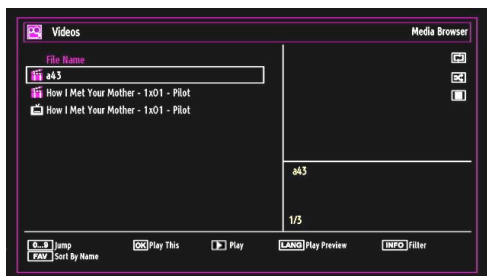 Videos
Media Browser
File Name
a43
How I Met Your Mother - 1x01 - Pilot
How I Met Your Mother - 1x01 - Pilot
a43
1/3
0...9 Jump OK Play This Play LANG Play Preview INFO Filter
FAV Sort By Name